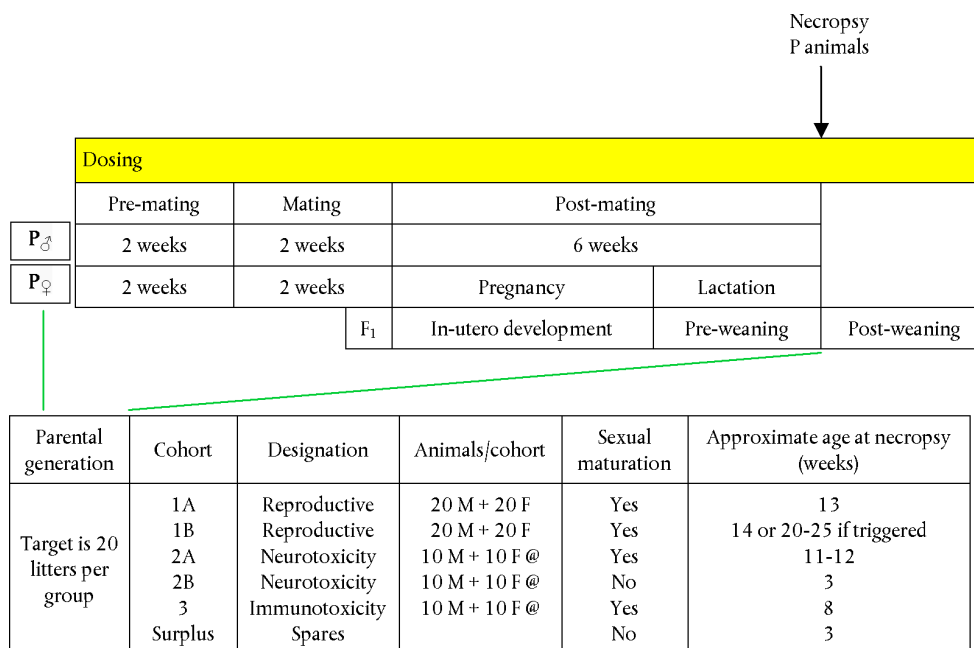 Necropsy
P animals
Dosing
Pre-mating Mating Post-mating
P♂ 2 weeks 2 weeks 6 weeks
P♀ 2 weeks 2 weeks Pregnancy Lactation
F1 In-utero development Pre-weaning Post-weaning
Parental generation Cohort Designation Animals/cohort Sexual maturation Approximate age at necropsy (weeks)
Target is 20 litters per group
1A Reproductive 20 M + 20 F Yes 13
1B Reproductive 20 M + 20 F Yes 14 or 20-25 if triggered
2A Neurotoxicity 10 M + 10 F @ Yes 11-12
2B Neurotoxicity 10 M + 10 F @ No 3
3 Immunotoxicity 10 M + 10 F @ Yes 8
Surplus Spares No 3